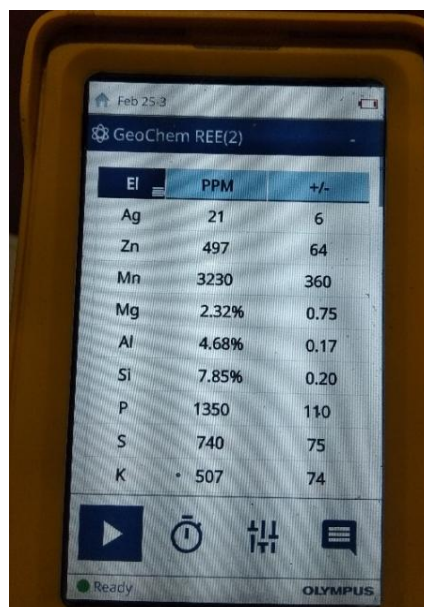 Feb 25-3
GeoChem REE(2)
El PPM +/-
Ag 21 6
Zn 497 64
Mn 3230 360
Mg 2.32% 0.75
Al 4.68% 0.17
Si 7.85% 0.20
P 1350 110
S 740 75
K 507 74
Ready OLYMPUS